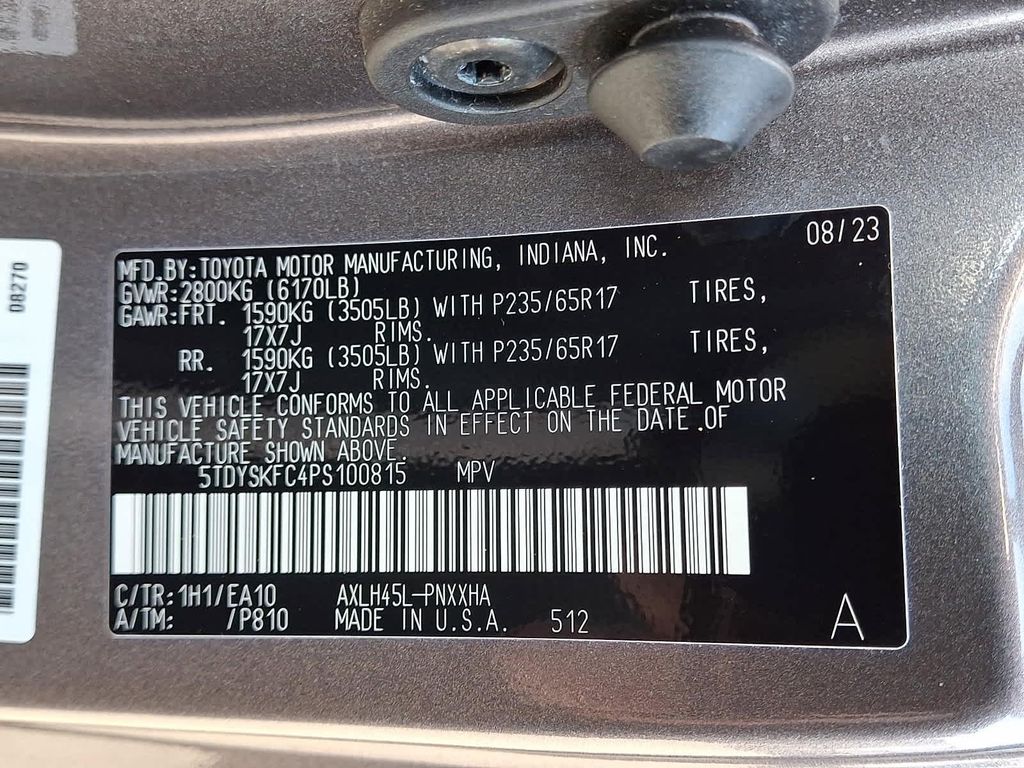 08270
08/23
MFD.BY:TOYOTA MOTOR MANUFACTURING, INDIANA, INC.
GVWR:2800KG (6170LB)
GAWR:FRT. 1590KG (3505LB) WITH P235/65R17 TIRES,
17X7J RIMS.
RR. 1590KG (3505LB) WITH P235/65R17 TIRES,
17X7J RIMS.
THIS VEHICLE CONFORMS TO ALL APPLICABLE FEDERAL MOTOR
VEHICLE SAFETY STANDARDS IN EFFECT ON THE DATE OF
MANUFACTURE SHOWN ABOVE.
5TDYSKFC4PS100815 MPV
C/TR: 1H1/EA10 AXLH45L-PNXXHA
A/TM: /P810 MADE IN U.S.A. 512
A